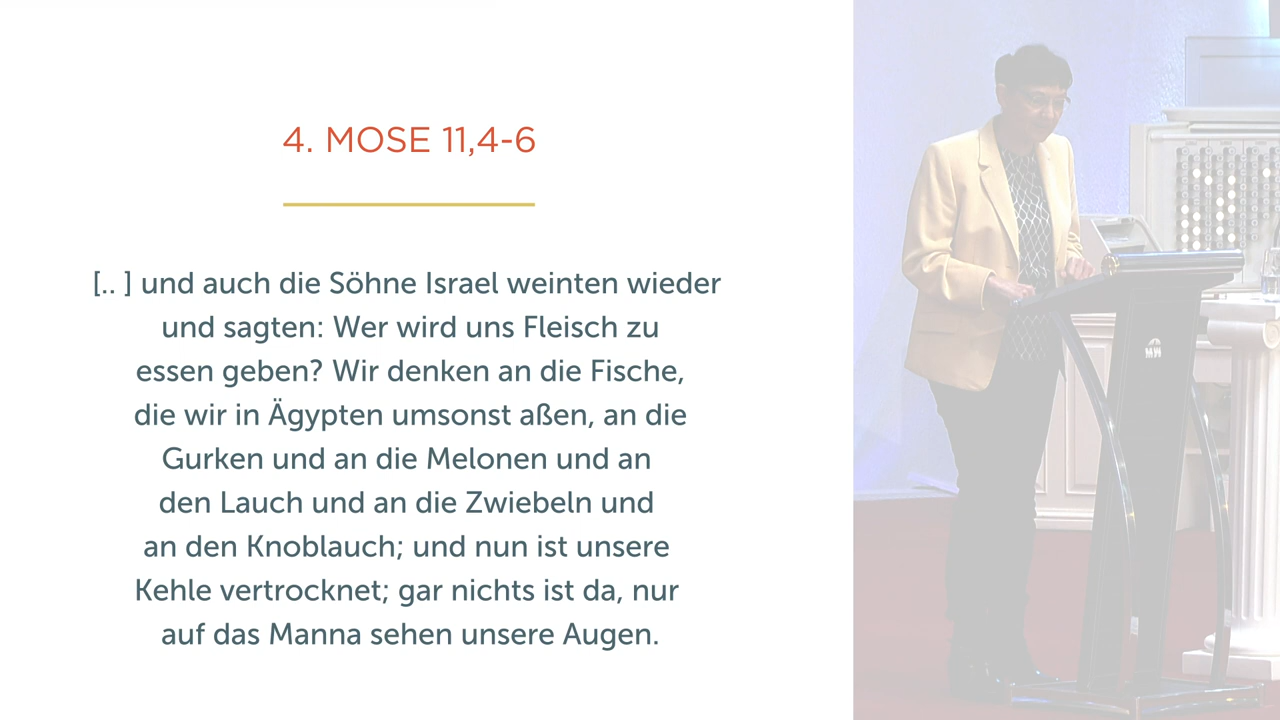 4. MOSE 11,4-6
[.. ] und auch die Söhne Israel weinten wieder
und sagten: Wer wird uns Fleisch zu
essen geben? Wir denken an die Fische,
die wir in Ägypten umsonst aßen, an die
Gurken und an die Melonen und an
den Lauch und an die Zwiebeln und
an den Knoblauch; und nun ist unsere
Kehle vertrocknet; gar nichts ist da, nur
auf das Manna sehen unsere Augen.
MW